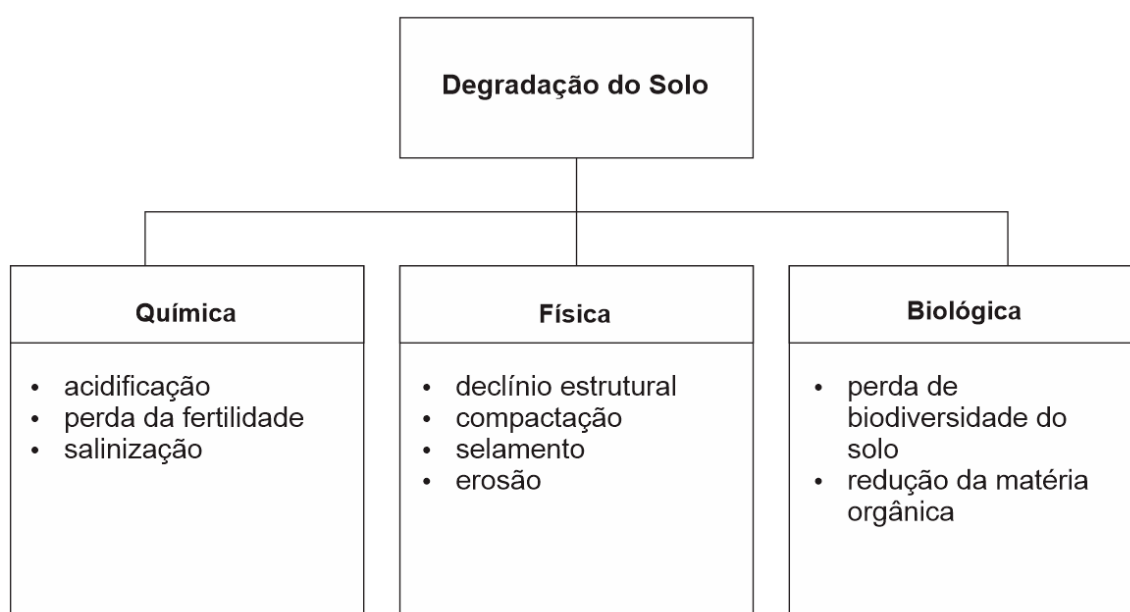 Degradação do Solo
Química
• acidificação
• perda da fertilidade
• salinização
Física
• declínio estrutural
• compactação
• selamento
• erosão
Biológica
• perda de
biodiversidade do
solo
• redução da matéria
orgânica